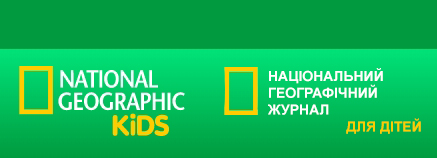 NATIONAL
GEOGRAPHIC
KiDS
НАЦІОНАЛЬНИЙ
ГЕОГРАФІЧНИЙ
ЖУРНАЛ
ДЛЯ ДІТЕЙ